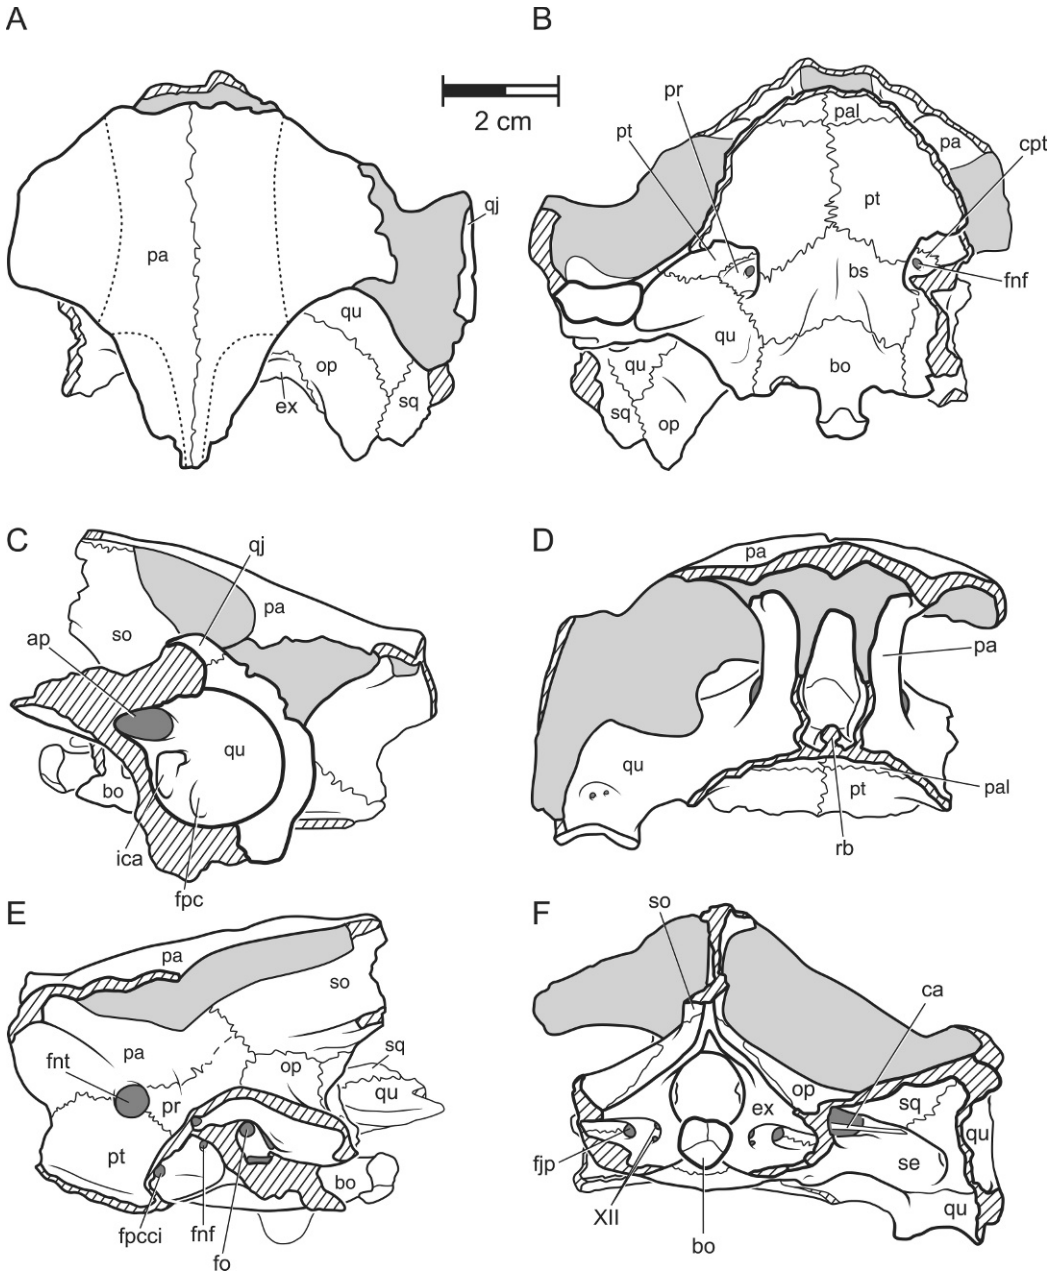 A
B
2 cm
pr
pt
pal
pa
cpt
qj
pt
pa
fnf
bs
qu
qu
op
qu
bo
ex
sq
sq
op
C
D
qj
pa
pa
so
ap
pa
qu
qu
bo
pt
pal
ica
rb
fpc
E
F
so
pa
so
ca
pa
sq
fnt
op
op
qu
sq
pr
ex
qu
pt
fjp
se
bo
qu
XII
fpcci
fnf
bo
fo